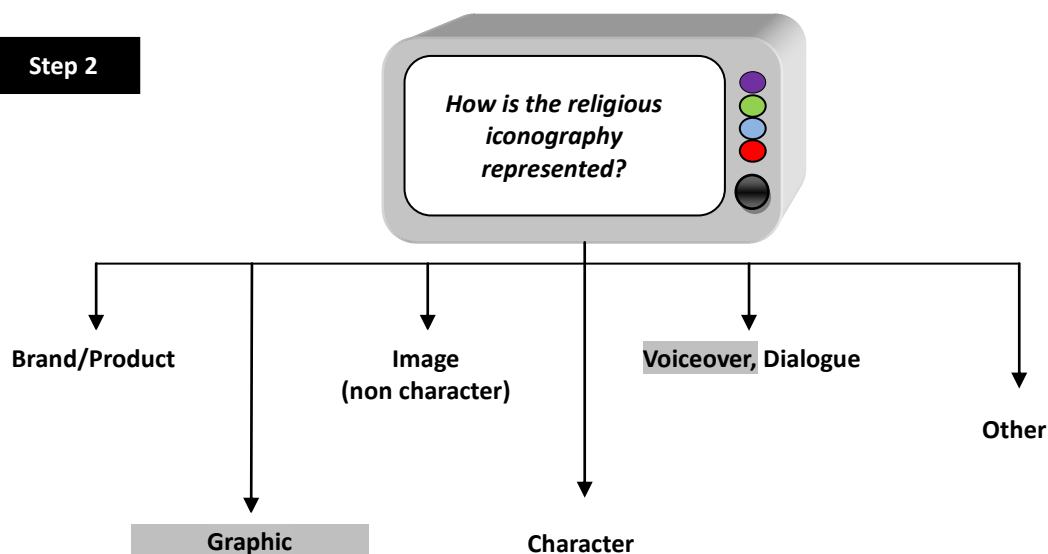 Step 2
How is the religious
iconography
represented?
Brand/Product
Image
(non character)
Voiceover, Dialogue
Other
Graphic
Character